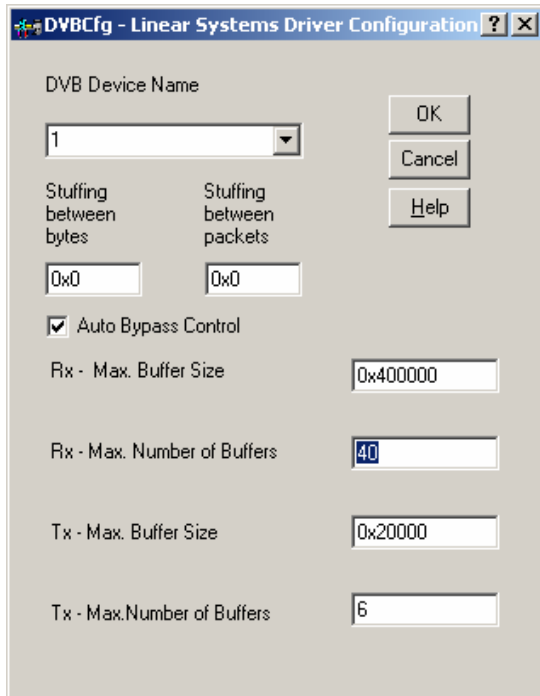 DVBCfg - Linear Systems Driver Configuration
DVB Device Name
1
OK
Cancel
Help
Stuffing
between
bytes
Stuffing
between
packets
0x0
0x0
Auto Bypass Control
Rx - Max. Buffer Size
0x400000
Rx - Max. Number of Buffers
40
Tx - Max. Buffer Size
0x20000
Tx - Max.Number of Buffers
6